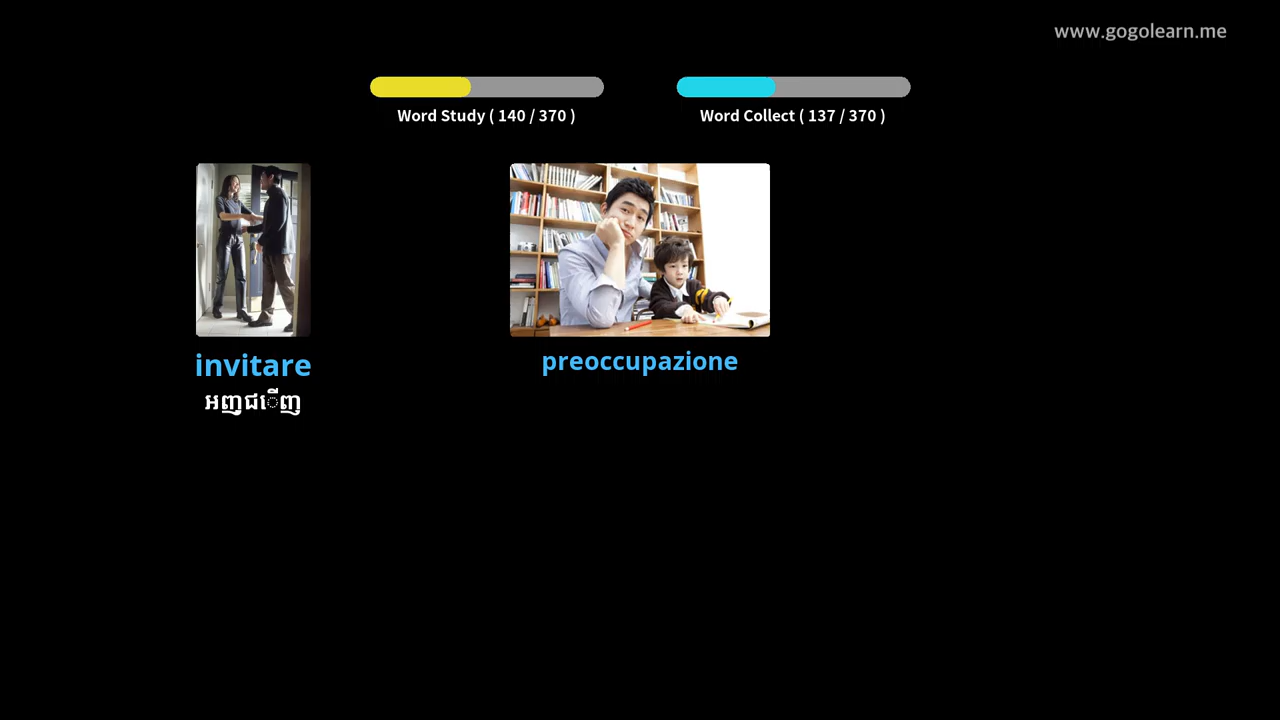 www.gogolearn.me
Word Study ( 140 / 370 )
Word Collect ( 137 / 370 )
invitare
អញ្ជើញ
preoccupazione